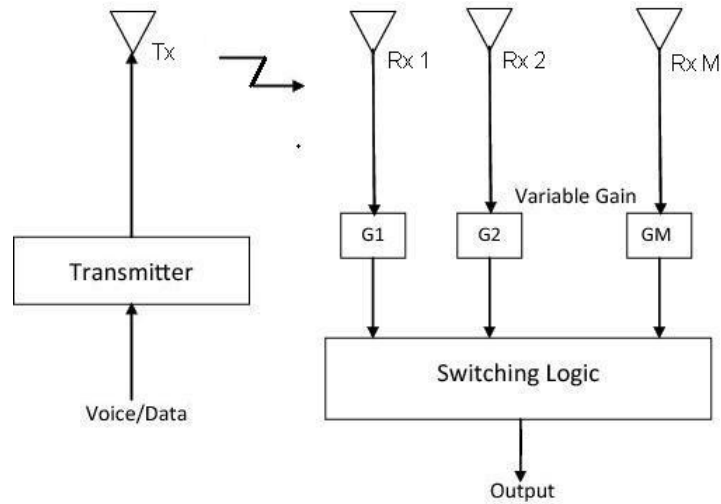 Tx
Rx 1
Rx 2
Rx M
Variable Gain
G1
G2
GM
Transmitter
Switching Logic
Voice/Data
Output